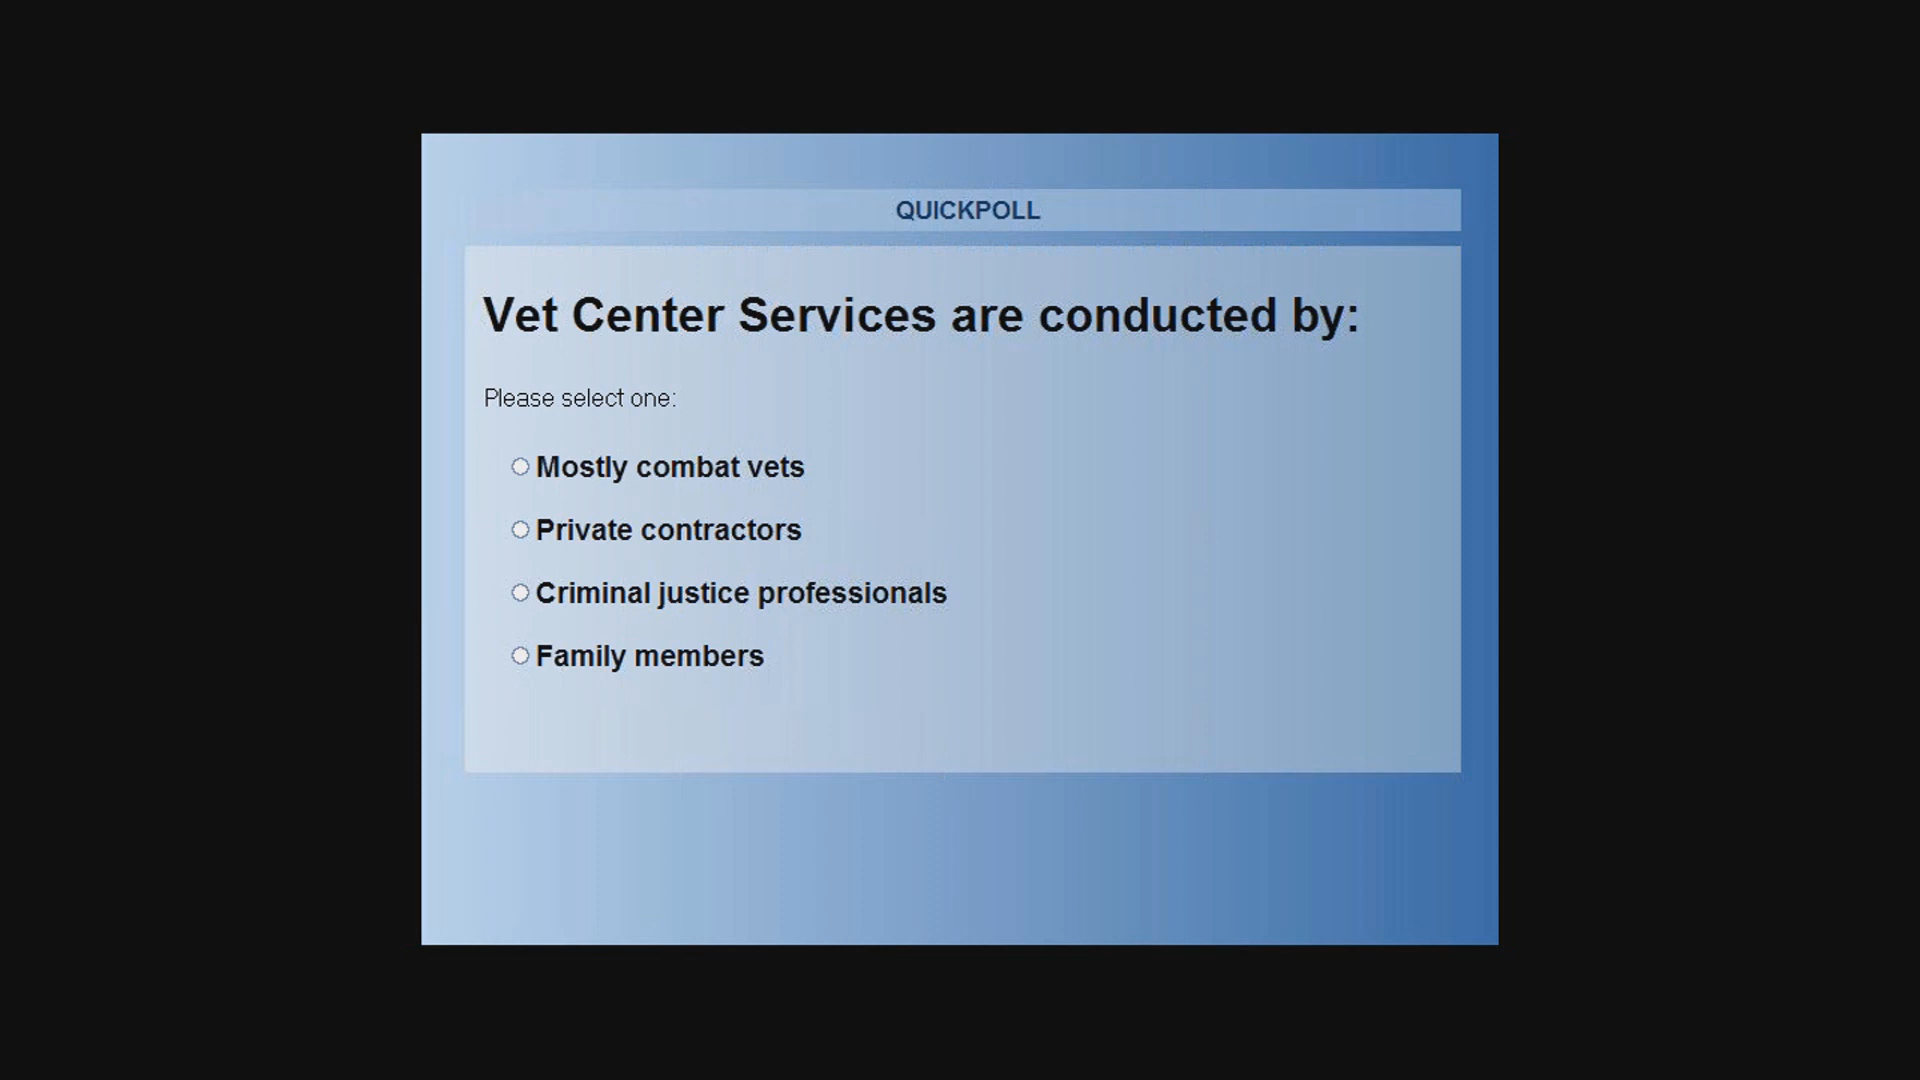 QUICKPOLL
Vet Center Services are conducted by:
Please select one:
Mostly combat vets
Private contractors
Criminal justice professionals
Family members